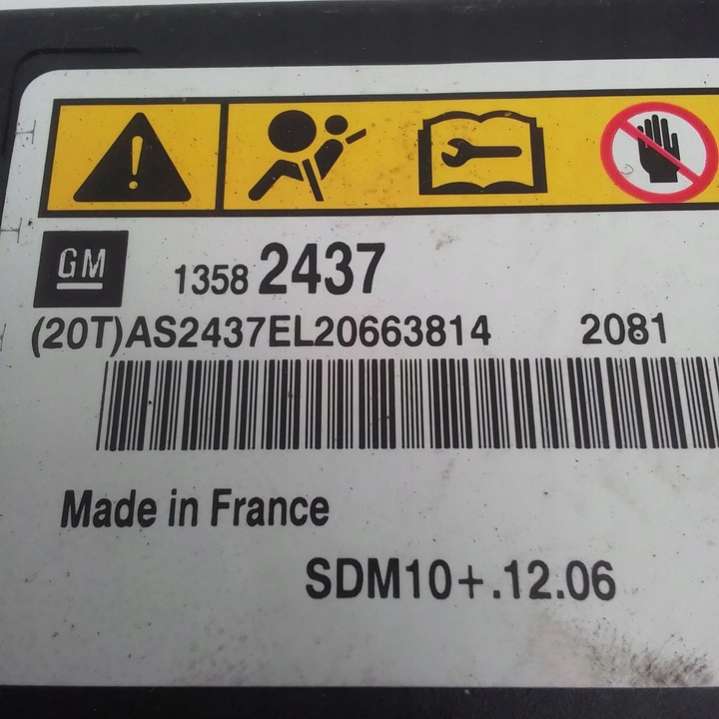 GM 1358 2437
(20T)AS2437EL20663814 2081
Made in France
SDM10+.12.06